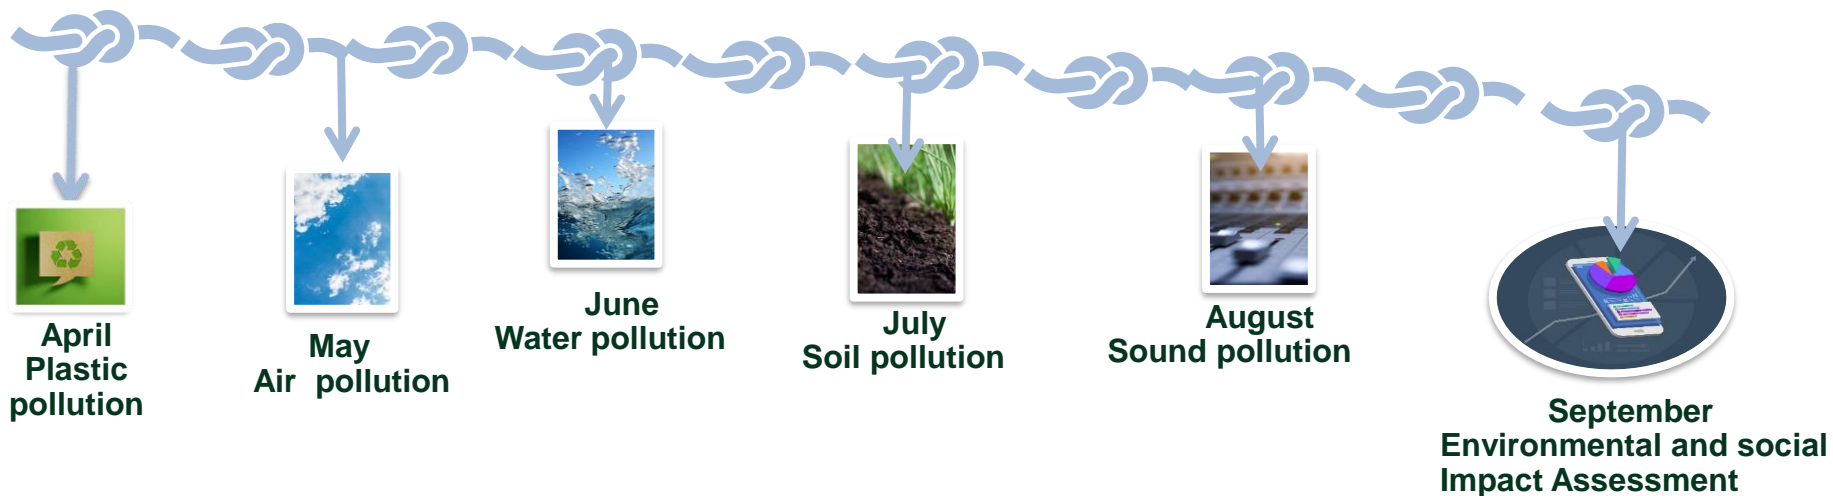 April
Plastic
pollution
May
Air  pollution
June
Water pollution
July
Soil pollution
August
Sound pollution
September
Environmental and social
Impact Assessment